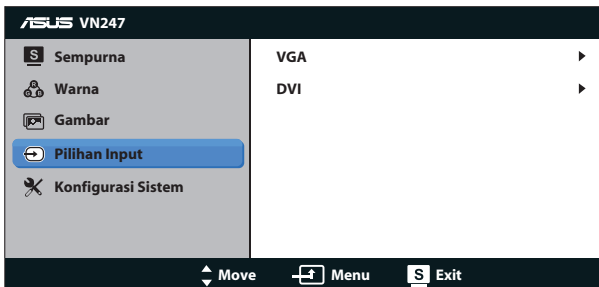 ASUS VN247
S Sempurna
Warna
Gambar
Pilihan Input
Konfigurasi Sistem
VGA
DVI
Move Menu S Exit